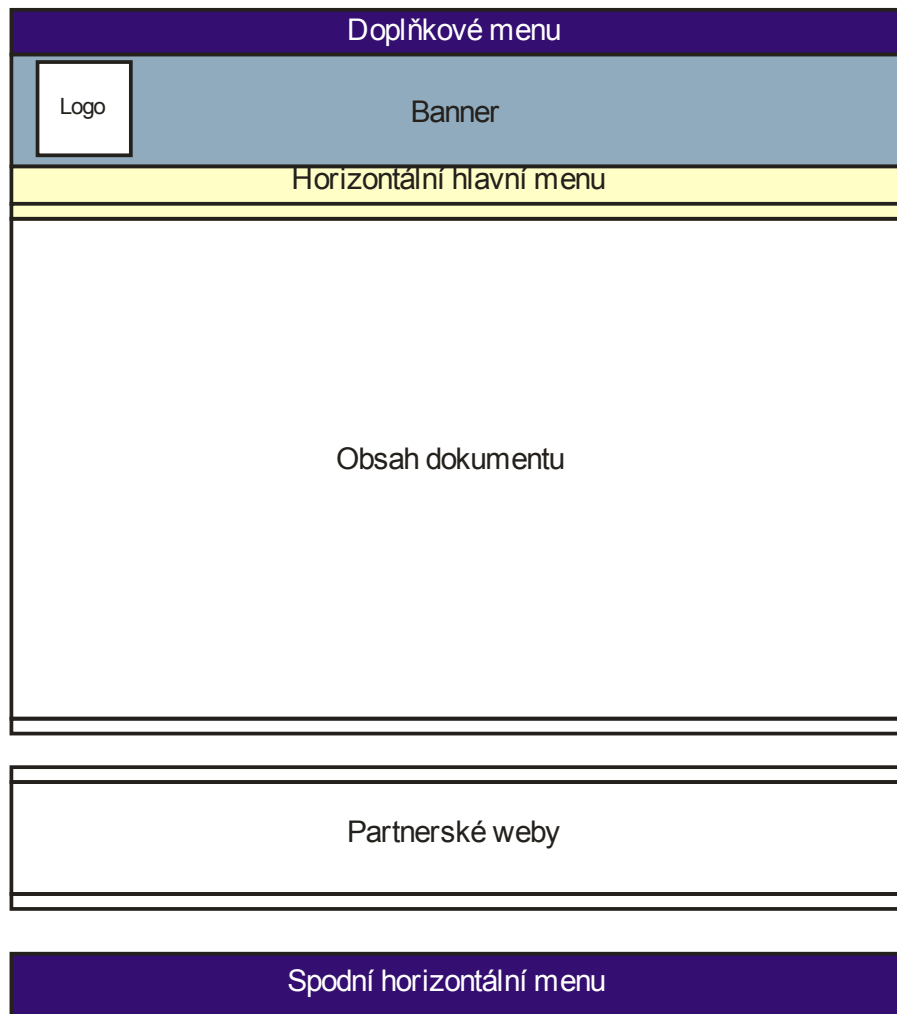 Doplňkové menu
Logo
Banner
Horizontální hlavní menu
Obsah dokumentu
Partnerské weby
Spodní horizontální menu